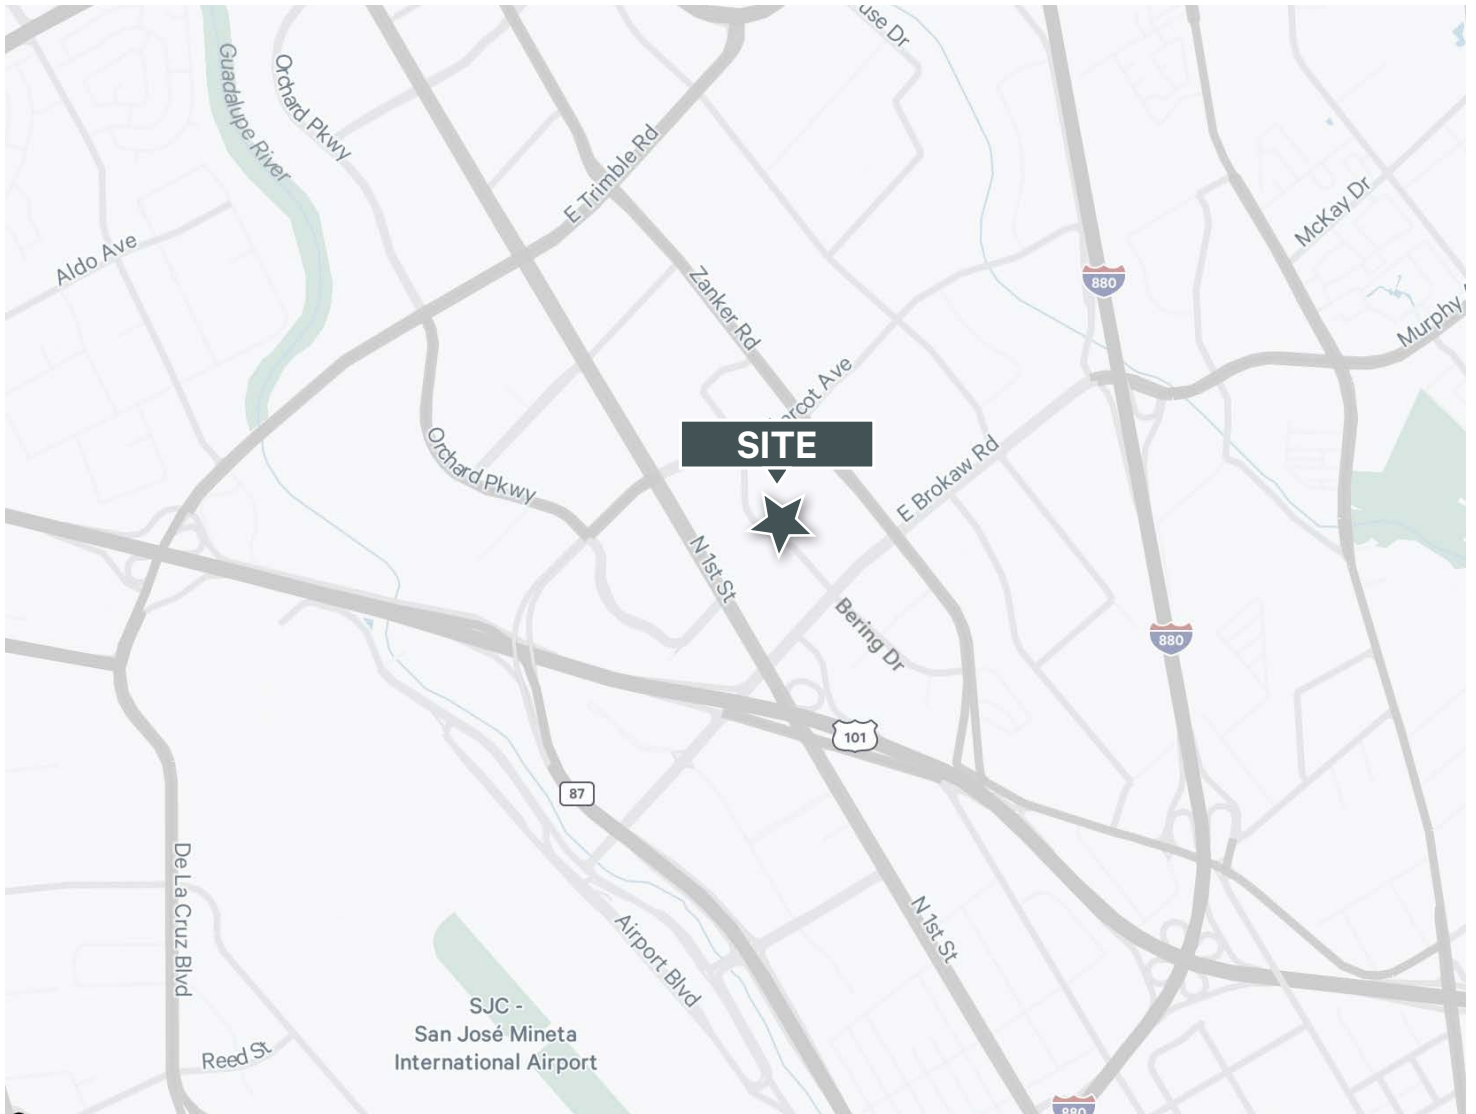 use Dr
Guadalupe River
Orchard Pkwy
E Trimble Rd
McKay Dr
Aldo Ave
Zanker Rd
880
Murphy
arcot Ave
SITE
Orchard Pkwy
E Brokaw Rd
N 1st St
Bering Dr
880
101
87
De La Cruz Blvd
N 1st St
Airport Blvd
SJC -
San José Mineta
International Airport
Reed St
880